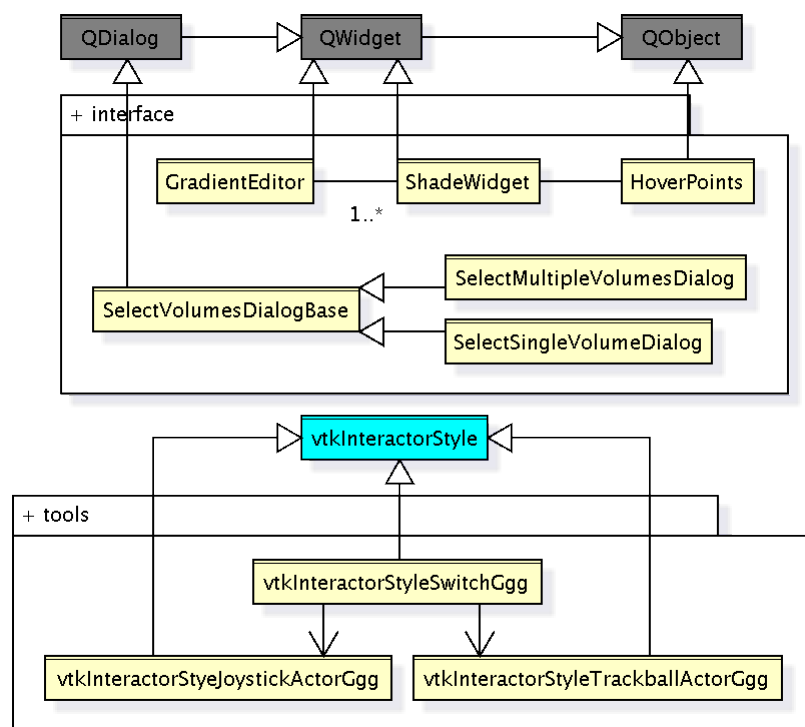 QDialog
QWidget
QObject
+ interface
GradientEditor
ShadeWidget
HoverPoints
1..*
SelectMultipleVolumesDialog
SelectVolumesDialogBase
SelectSingleVolumeDialog
vtkInteractorStyle
+ tools
vtkInteractorStyleSwitchGgg
vtkInteractorStyeJoystickActorGgg
vtkInteractorStyleTrackballActorGgg